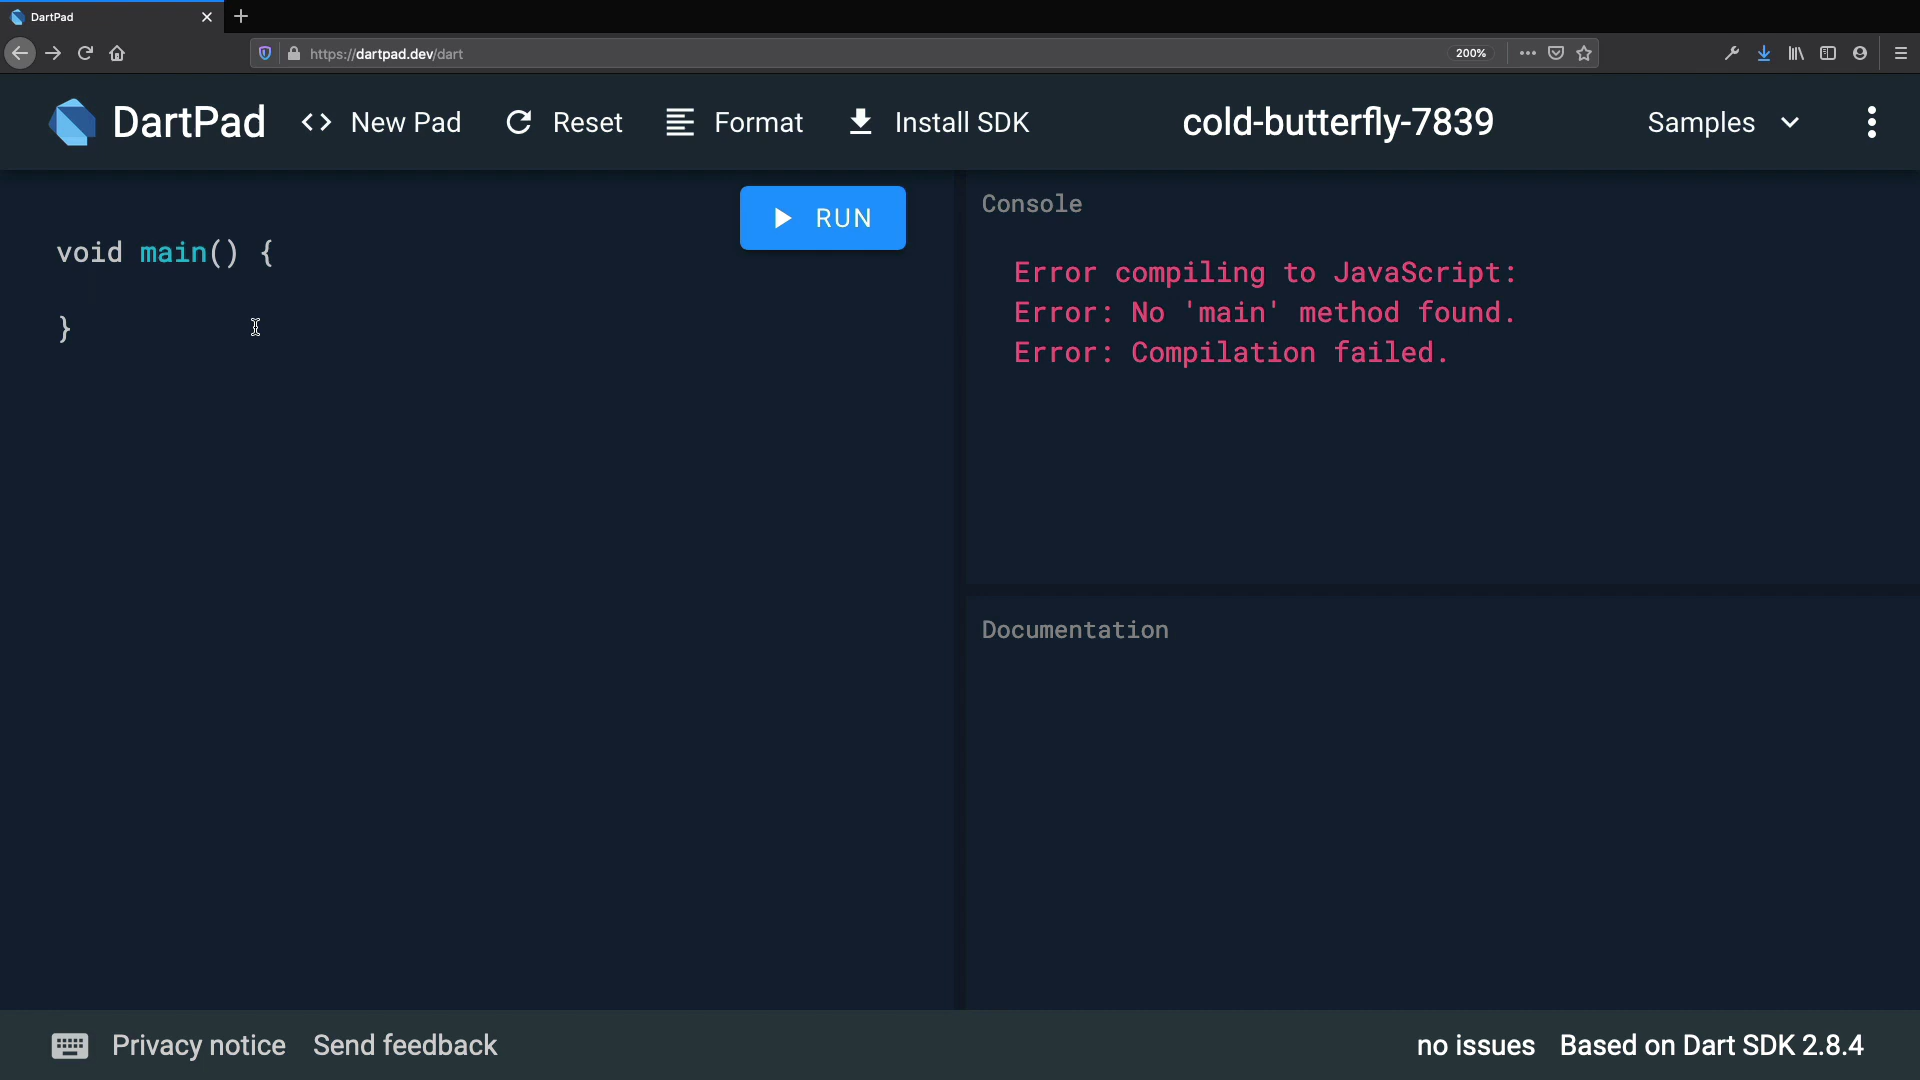 DartPad
https://dartpad.dev/dart
200%
DartPad
New Pad
Reset
Format
Install SDK
cold-butterfly-7839
Samples
RUN
void main() {
}
Console
Error compiling to JavaScript:
Error: No 'main' method found.
Error: Compilation failed.
Documentation
Privacy notice
Send feedback
no issues
Based on Dart SDK 2.8.4